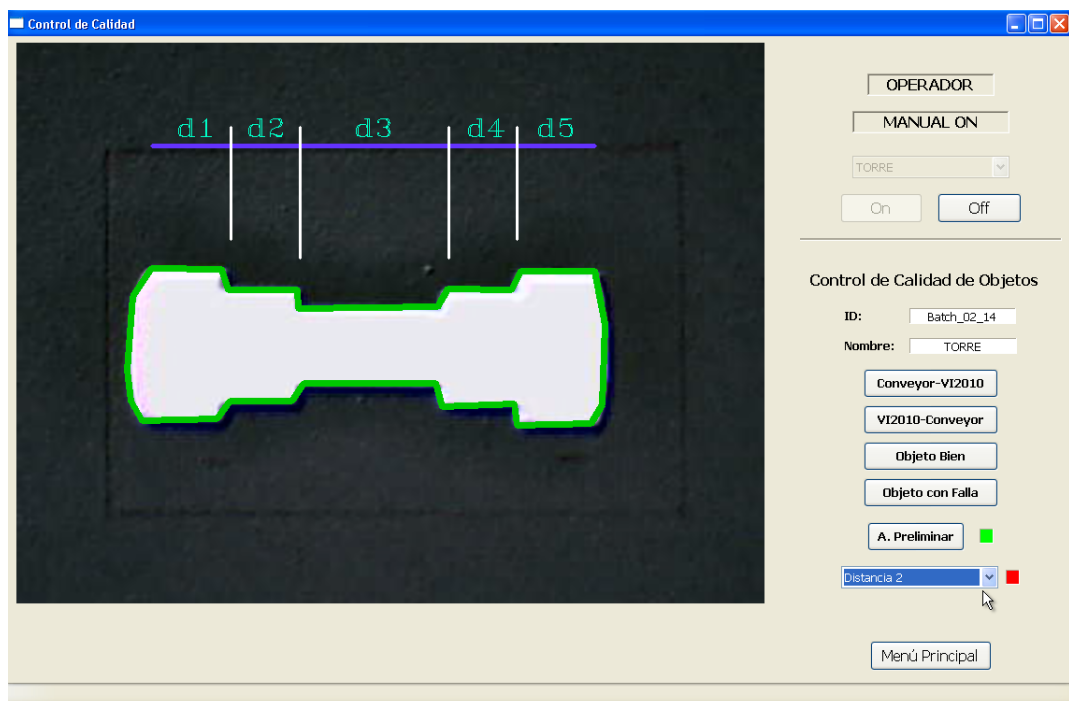 Control de Calidad
d1 d2 d3 d4 d5
OPERADOR
MANUAL ON
TORRE
On Off
Control de Calidad de Objetos
ID: Batch_02_14
Nombre: TORRE
Conveyor-VI2010
VI2010-Conveyor
Objeto Bien
Objeto con Falla
A. Preliminar
Distancia 2
Menú Principal